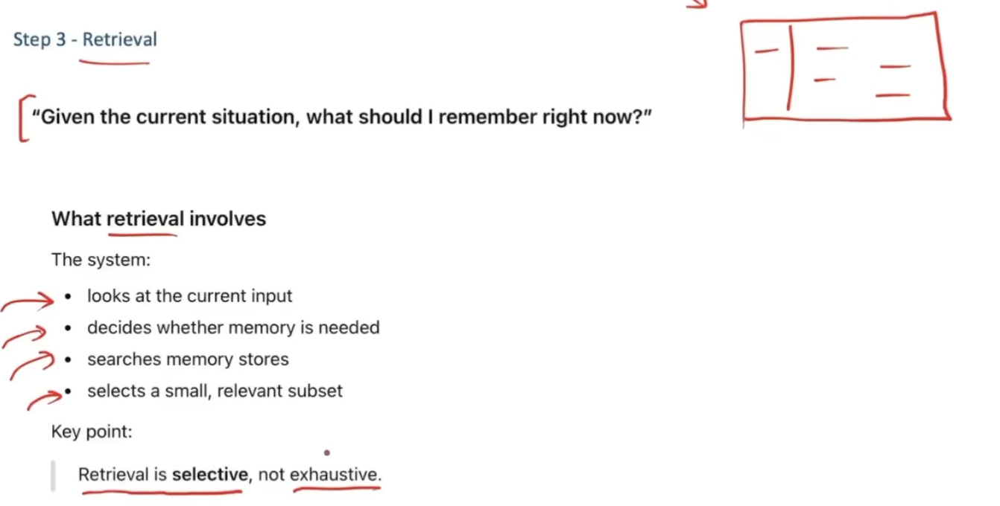 Step 3 - Retrieval
“Given the current situation, what should I remember right now?”
What retrieval involves
The system:
• looks at the current input
• decides whether memory is needed
• searches memory stores
• selects a small, relevant subset
Key point:
Retrieval is selective, not exhaustive.